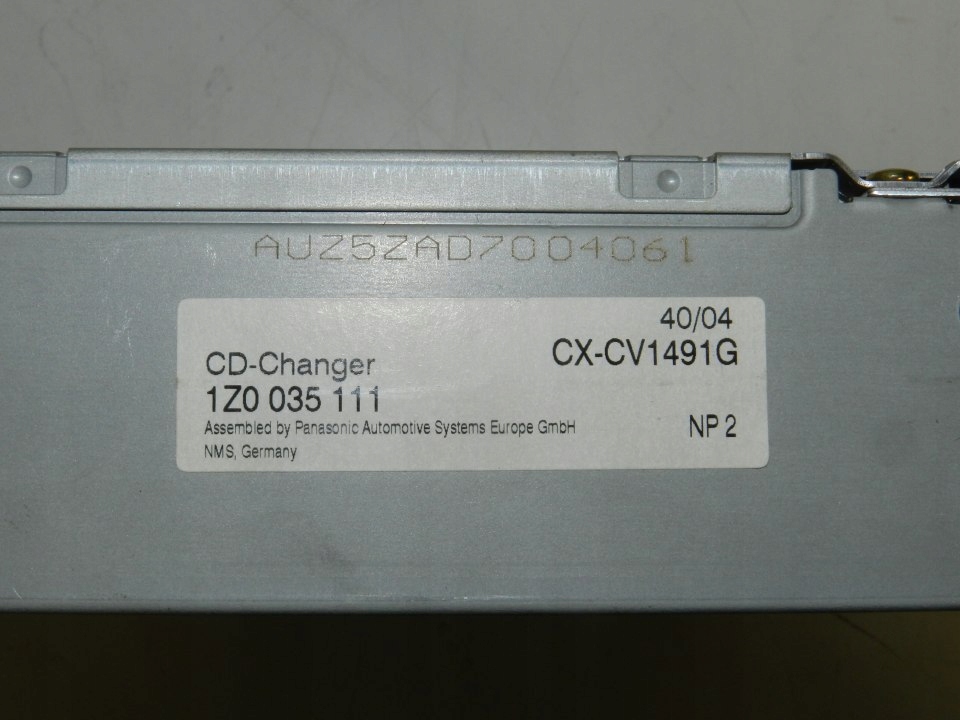 AUZ5ZAD7004061
40/04
CD-Changer
CX-CV1491G
1Z0 035 111
Assembled by Panasonic Automotive Systems Europe GmbH
NP 2
NMS, Germany